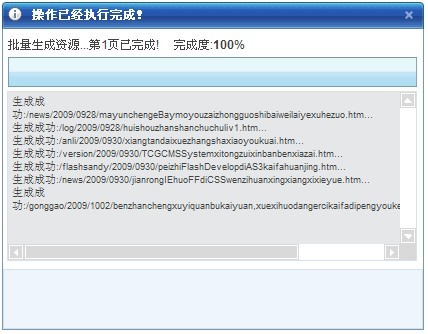 操作已经执行完成!
批量生成资源...第1页已完成! 完成度:100%
生成成
功:/news/2009/0928/mayunchengeBaymoyouzaizhongguoshibaiweilaiyexuhezuo.htm...
生成成功:/log/2009/0928/huishouzhanshanchuchuliv1.htm...
生成成功:/anli/2009/0930/xiangtandaixuezhangshaxiaoyoukuai.htm...
生成成功:/version/2009/0930/TCGCMSSystemxitongzuixinbanbenxiazai.htm...
生成成功:/flashsandy/2009/0930/peizhiFlashDevelopdiAS3kaifahuanjing.htm...
生成成功:/news/2009/0930/jianrongIEhuoFFdiCSSwenzihuanxingxiangxixieyue.htm...
生成成
功:/gonggao/2009/1002/benzhanchengxuyiquanbukaiyuan,xuexihuodangercikaifadipengyouke